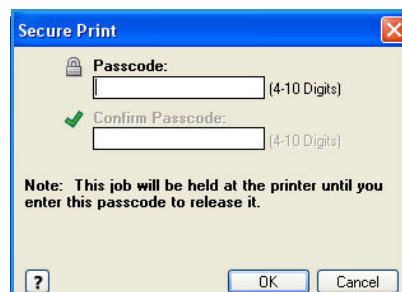 Secure Print
Passcode:
(4-10 Digits)
Confirm Passcode:
(4-10 Digits)
Note: This job will be held at the printer until you
enter this passcode to release it.
?
OK
Cancel